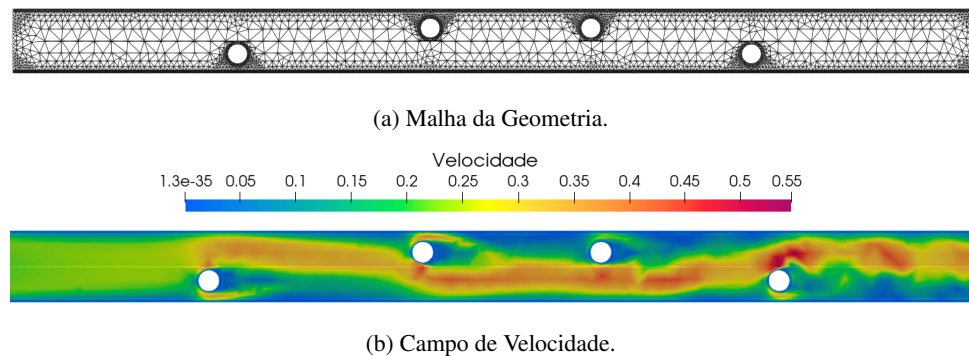 (a) Malha da Geometria.
Velocidade
1.3e-35 0.05 0.1 0.15 0.2 0.25 0.3 0.35 0.4 0.45 0.5 0.55
(b) Campo de Velocidade.